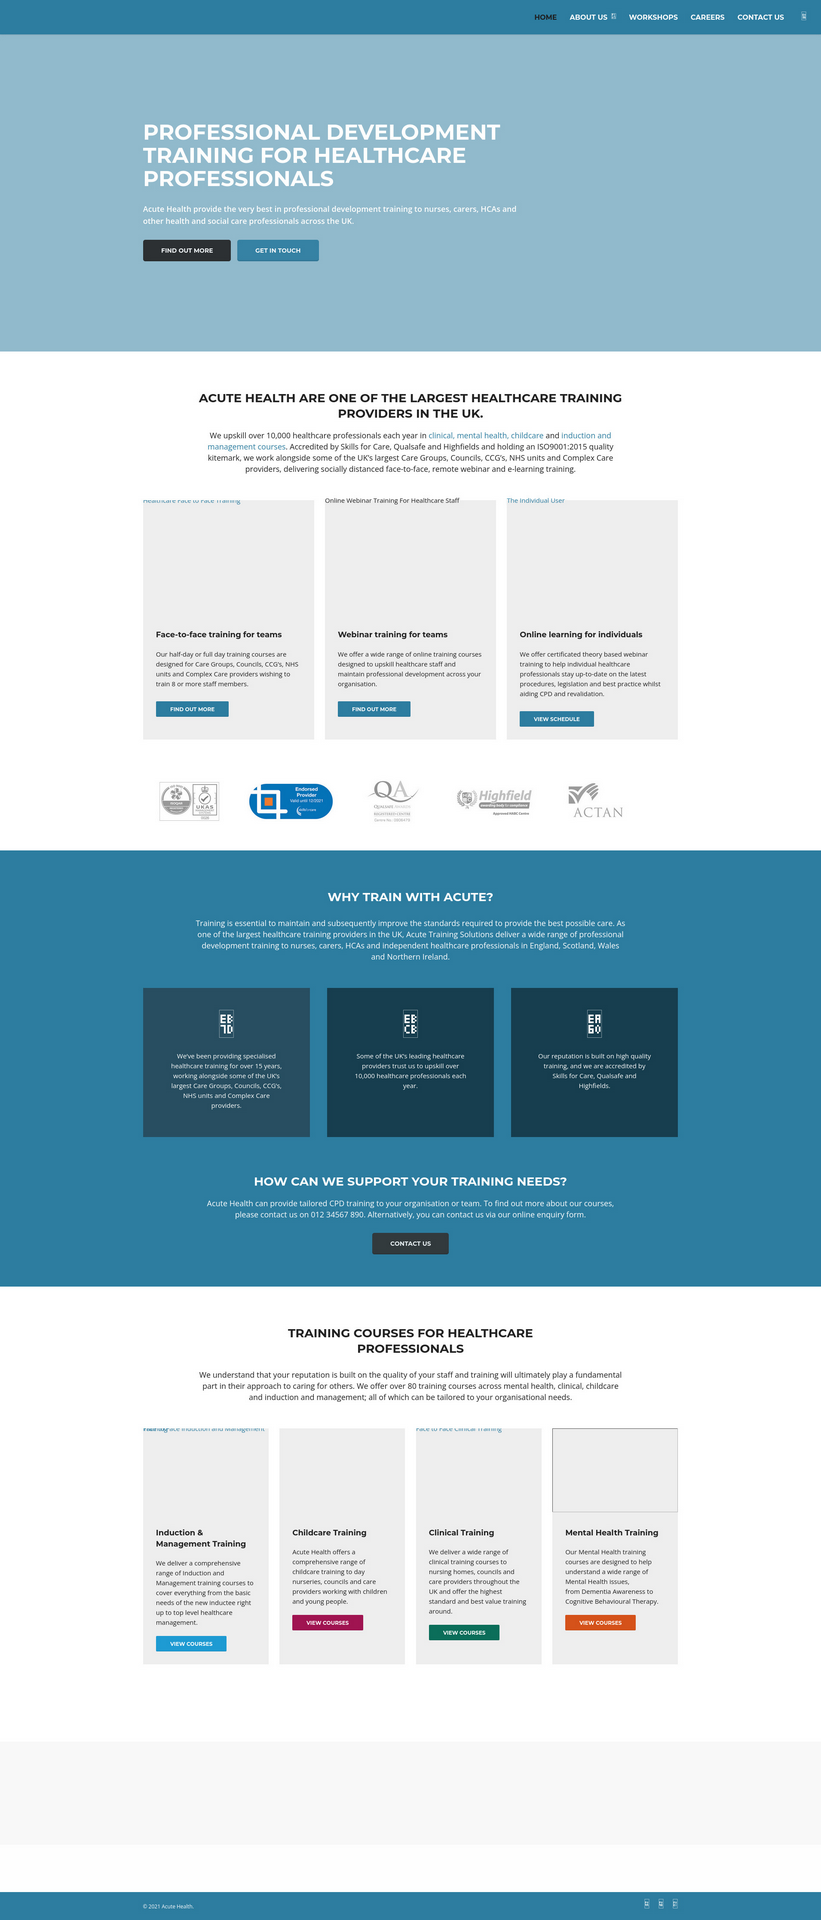 HOME ABOUT US WORKSHOPS CAREERS CONTACT US
PROFESSIONAL DEVELOPMENT
TRAINING FOR HEALTHCARE
PROFESSIONALS
Acute Health provide the very best in professional development training to nurses, carers, HCAs and
other health and social care professionals across the UK.
FIND OUT MORE GET IN TOUCH
ACUTE HEALTH ARE ONE OF THE LARGEST HEALTHCARE TRAINING
PROVIDERS IN THE UK.
We upskill over 10,000 healthcare professionals each year in clinical, mental health, childcare and induction and
management courses. Accredited by Skills for Care, Qualsafe and Highfields and holding an ISO9001:2015 quality
kitemark, we work alongside some of the UK's largest Care Groups, Councils, CCG's, NHS units and Complex Care
providers, delivering socially distanced face-to-face, remote webinar and e-learning training.
Healthcare Face to Face Training
Face-to-face training for teams
Our half-day or full day training courses are
designed for Care Groups, Councils, CCG's, NHS
units and Complex Care providers wishing to
train 8 or more staff members.
FIND OUT MORE
Online Webinar Training For Healthcare Staff
Webinar training for teams
We offer a wide range of online training courses
designed to upskill healthcare staff and
maintain professional development across your
organisation.
FIND OUT MORE
The Individual User
Online learning for individuals
We offer certificated theory based webinar
training to help individual healthcare
professionals stay up-to-date on the latest
procedures, legislation and best practice whilst
aiding CPD and revalidation.
VIEW SCHEDULE
UKAS
Endorsed
Provider
Valid until 12/2021
QA
QUALSAFE AWARDS
REGISTERED CENTRE
Highfield
Awarding body for compliance
Approved HABC Centre
ACTAN
WHY TRAIN WITH ACUTE?
Training is essential to maintain and subsequently improve the standards required to provide the best possible care. As
one of the largest healthcare training providers in the UK, Acute Training Solutions deliver a wide range of professional
development training to nurses, carers, HCAs and independent healthcare professionals in England, Scotland, Wales
and Northern Ireland.
EB
7D
We've been providing specialised
healthcare training for over 15 years,
working alongside some of the UK's
largest Care Groups, Councils, CCG's,
NHS units and Complex Care
providers.
EB
CB
Some of the UK's leading healthcare
providers trust us to upskill over
10,000 healthcare professionals each
year.
EA
60
Our reputation is built on high quality
training, and we are accredited by
Skills for Care, Qualsafe and
Highfields.
HOW CAN WE SUPPORT YOUR TRAINING NEEDS?
Acute Health can provide tailored CPD training to your organisation or team. To find out more about our courses,
please contact us on 012 34567 890. Alternatively, you can contact us via our online enquiry form.
CONTACT US
TRAINING COURSES FOR HEALTHCARE
PROFESSIONALS
We understand that your reputation is built on the quality of your staff and training will ultimately play a fundamental
part in their approach to caring for others. We offer over 80 training courses across mental health, clinical, childcare
and induction and management; all of which can be tailored to your organisational needs.
Induction and Management
Induction &
Management Training
We deliver a comprehensive
range of Induction and
Management training courses to
cover everything from the basic
needs of the new inductee right
up to top level healthcare
management.
VIEW COURSES
Childcare Training
Acute Health offers a
comprehensive range of
childcare training to day
nurseries, councils and care
providers working with children
and young people.
VIEW COURSES
Face to Face Clinical Training
Clinical Training
We deliver a wide range of
clinical training courses to
nursing homes, councils and
care providers throughout the
UK and offer the highest
standard and best value training
around.
VIEW COURSES
Mental Health Training
Our Mental Health training
courses are designed to help
understand a wide range of
Mental Health issues,
from Dementia Awareness to
Cognitive Behavioural Therapy.
VIEW COURSES
© 2021 Acute Health.